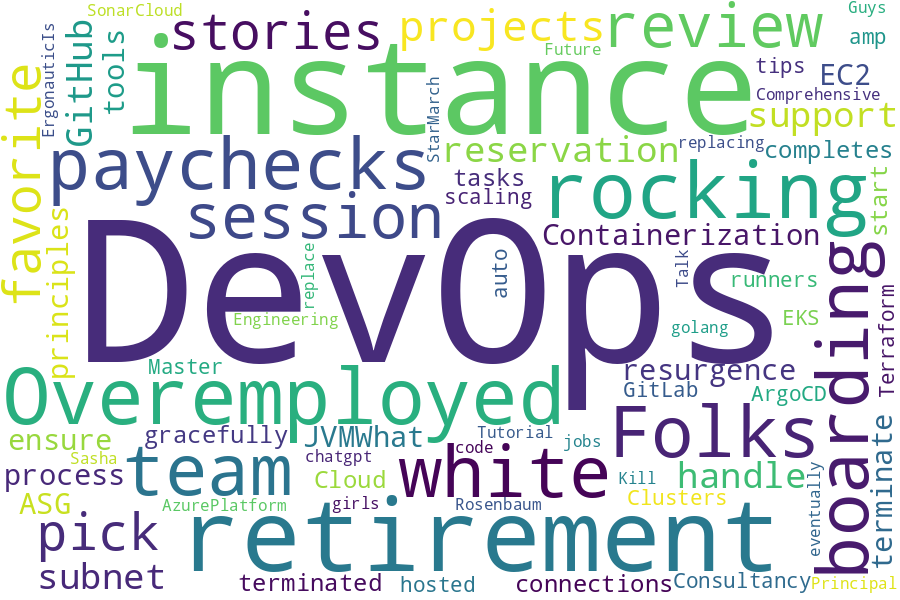 SonarCloud
stories
projects
review
Guys
amp
instance
Future
tips
EC2
Comprehensive
support
favorite
ErgonauticIs
GitHub
tools
StarMarch
paychecks
reservation
replacing
completes
tasks
scaling
rocking
start
session
Containerization
principles
DevOps
auto
Talk
runners
replace
Engineering
golang
EKS
boarding
Terraform
Master
resurgence
Overemployed
GitLab
ArgoCD
Folks
ensure
gracefully
JVMWhat
Tutorial
code
jobs
terminate
Sasha
process
team
chatgpt
Cloud
white
Kill
handle
eventually
ASG
AzurePlatform
girls
Rosenbaum
Clusters
pick
retirement
subnet
terminated
hosted
connections
Consultancy
Principal